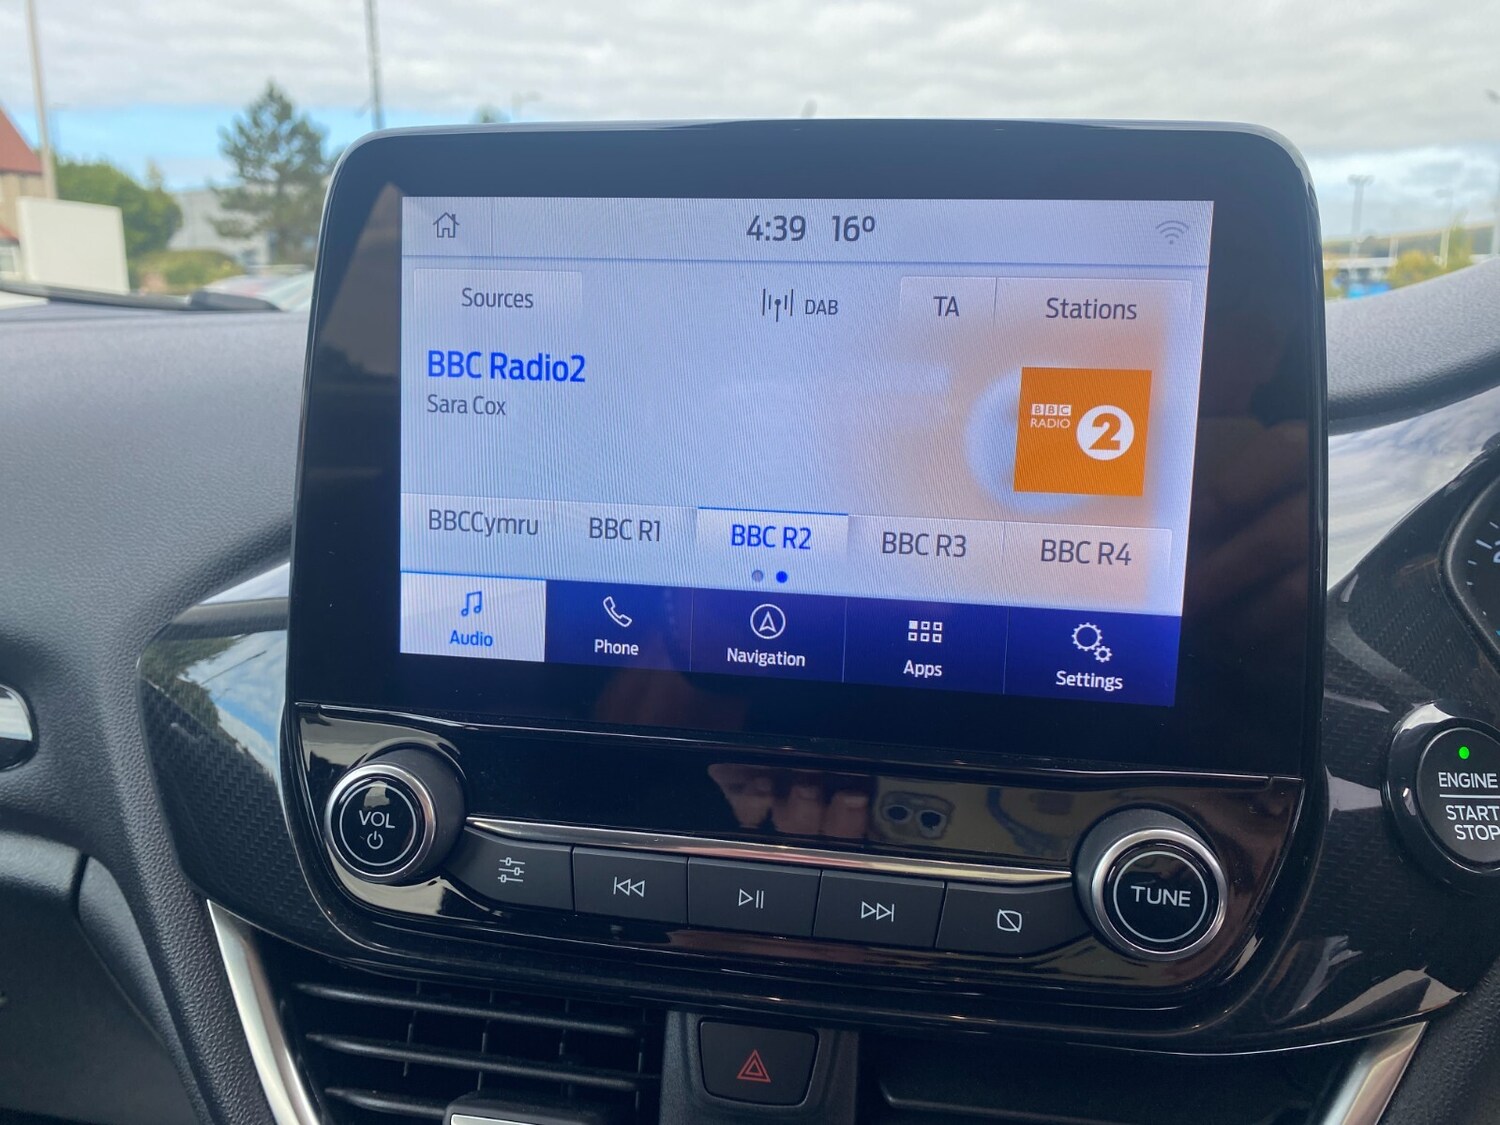 4:39 16º
Sources
DAB
TA
Stations
BBC Radio2
Sara Cox
BBC
RADIO
2
BBCCymru
BBC R1
BBC R2
BBC R3
BBC R4
Audio
Phone
Navigation
Apps
Settings
VOL
TUNE
ENGINE
START
STOP